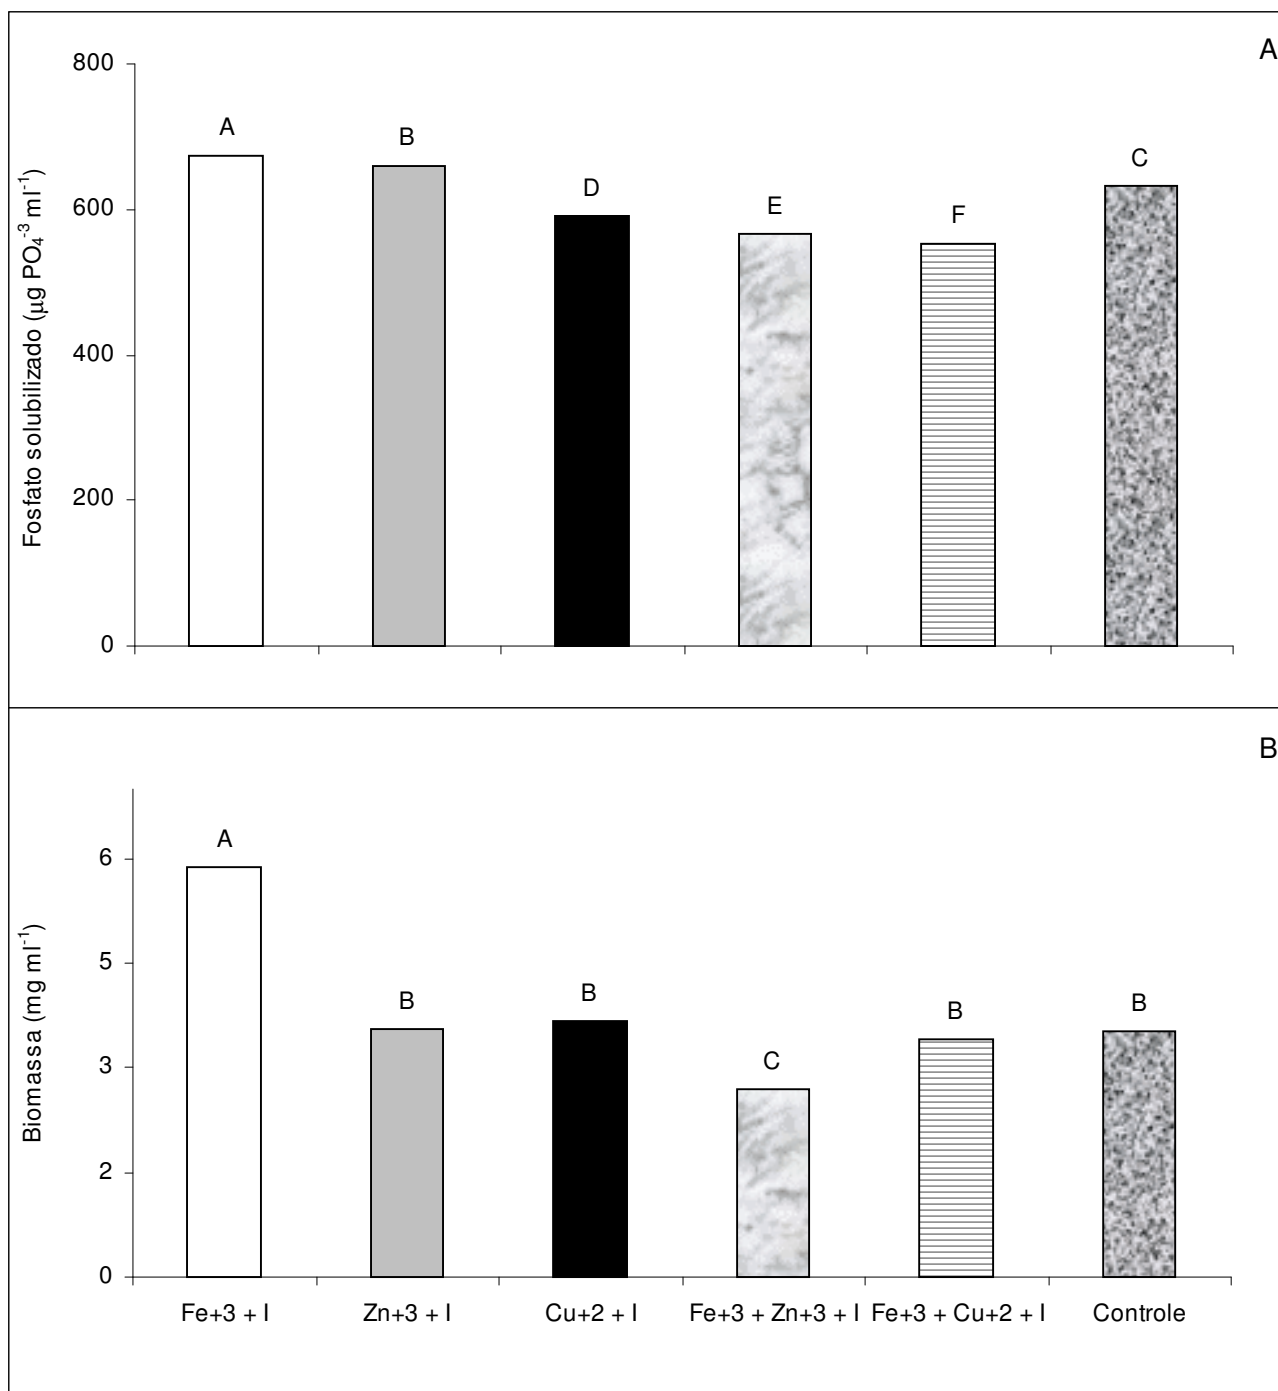 A
800
600
400
200
0
Fosfato solubilizado (µg PO₄⁻³ ml⁻¹)
A
B
D
E
F
C
B
6
5
3
2
0
Biomassa (mg ml⁻¹)
A
B
B
C
B
B
Fe+3 + I
Zn+3 + I
Cu+2 + I
Fe+3 + Zn+3 + I
Fe+3 + Cu+2 + I
Controle